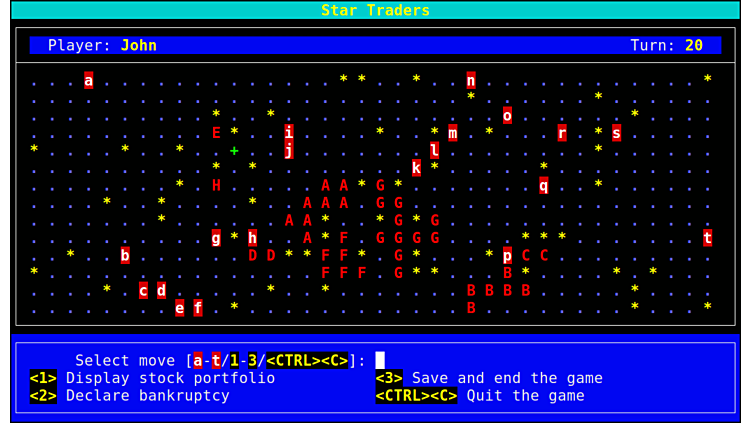 Star Traders
Player: John Turn: 20
. . . a . . . . . . . . . . . . . * * . . * . . n . . . . . . . . . . . . *
. . . . . . . . . . . . . . . . . . . . . . . . * . . . . . . * . . . . . .
. . . . . . . . . . * . . * . . . . . . . . . . . . o . . . . . . * . . . .
. . . . . . . . . . E * . . i . . . . * . . * m . * . . . r . * s . . . . .
* . . . . * . . * . . + . . j . . . . . . . l . . . . . . . . * . . . . . .
. . . . . . . . . . * . * . . . . . . . . k * . . . . . * . . . . . . . . .
. . . . . . . . * . H . . . . . A A * G * . . . . . . . q . . * . . . . . .
. . . . * . . * . . . . * . . A A A . G G . . . . . . . . . . . . . . . . .
. . . . . . . * . . . . . . A A * . . * G * G . . . . . . . . . . . . . . .
. . . . . . . . . . g * h . . A * F . G G G G . . . . * * * . . . . . . . t
. . * . . b . . . . . . D D * * F F * . G * . . . * p C C . . . . . . . . .
* . . . . . . . . . . . . . . . F F F . G * * . . . B * . . . . * . * . . .
. . . . * . c d . . . . . * . . * . . . . . . . B B B B . . . . . * . . . .
. . . . . . . . e f . * . . . . . . . . . . . . B . . . . . . . . * . . . *
Select move [a-t/1-3/<CTRL><C>]:
<1> Display stock portfolio <3> Save and end the game
<2> Declare bankruptcy <CTRL><C> Quit the game